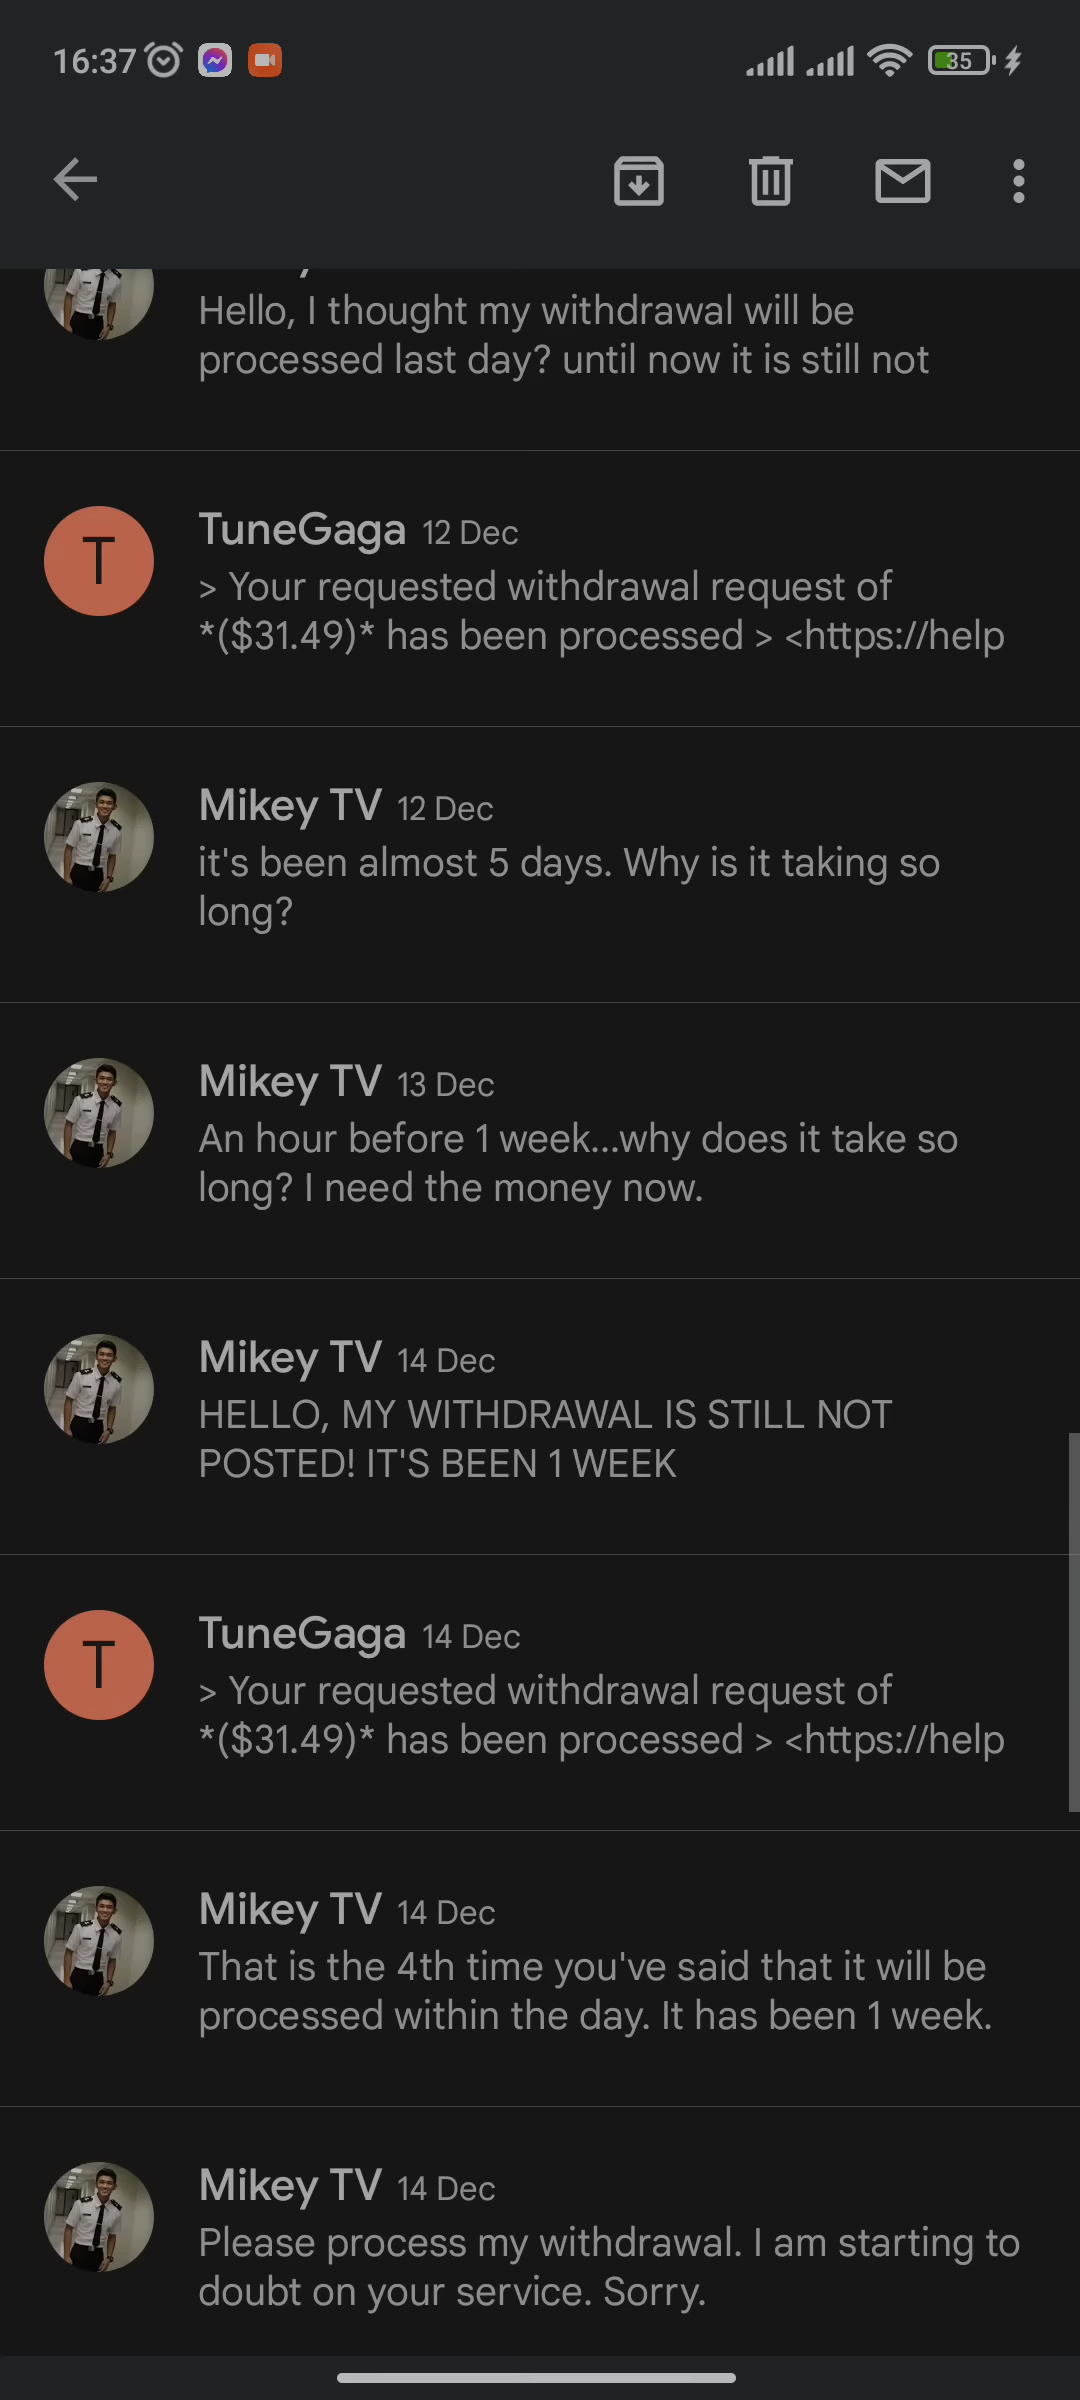 16:37
35
Hello, I thought my withdrawal will be
processed last day? until now it is still not
T
TuneGaga 12 Dec
> Your requested withdrawal request of
*($31.49)* has been processed > <https://help
Mikey TV 12 Dec
it's been almost 5 days. Why is it taking so
long?
Mikey TV 13 Dec
An hour before 1 week...why does it take so
long? I need the money now.
Mikey TV 14 Dec
HELLO, MY WITHDRAWAL IS STILL NOT
POSTED! IT'S BEEN 1 WEEK
T
TuneGaga 14 Dec
> Your requested withdrawal request of
*($31.49)* has been processed > <https://help
Mikey TV 14 Dec
That is the 4th time you've said that it will be
processed within the day. It has been 1 week.
Mikey TV 14 Dec
Please process my withdrawal. I am starting to
doubt on your service. Sorry.